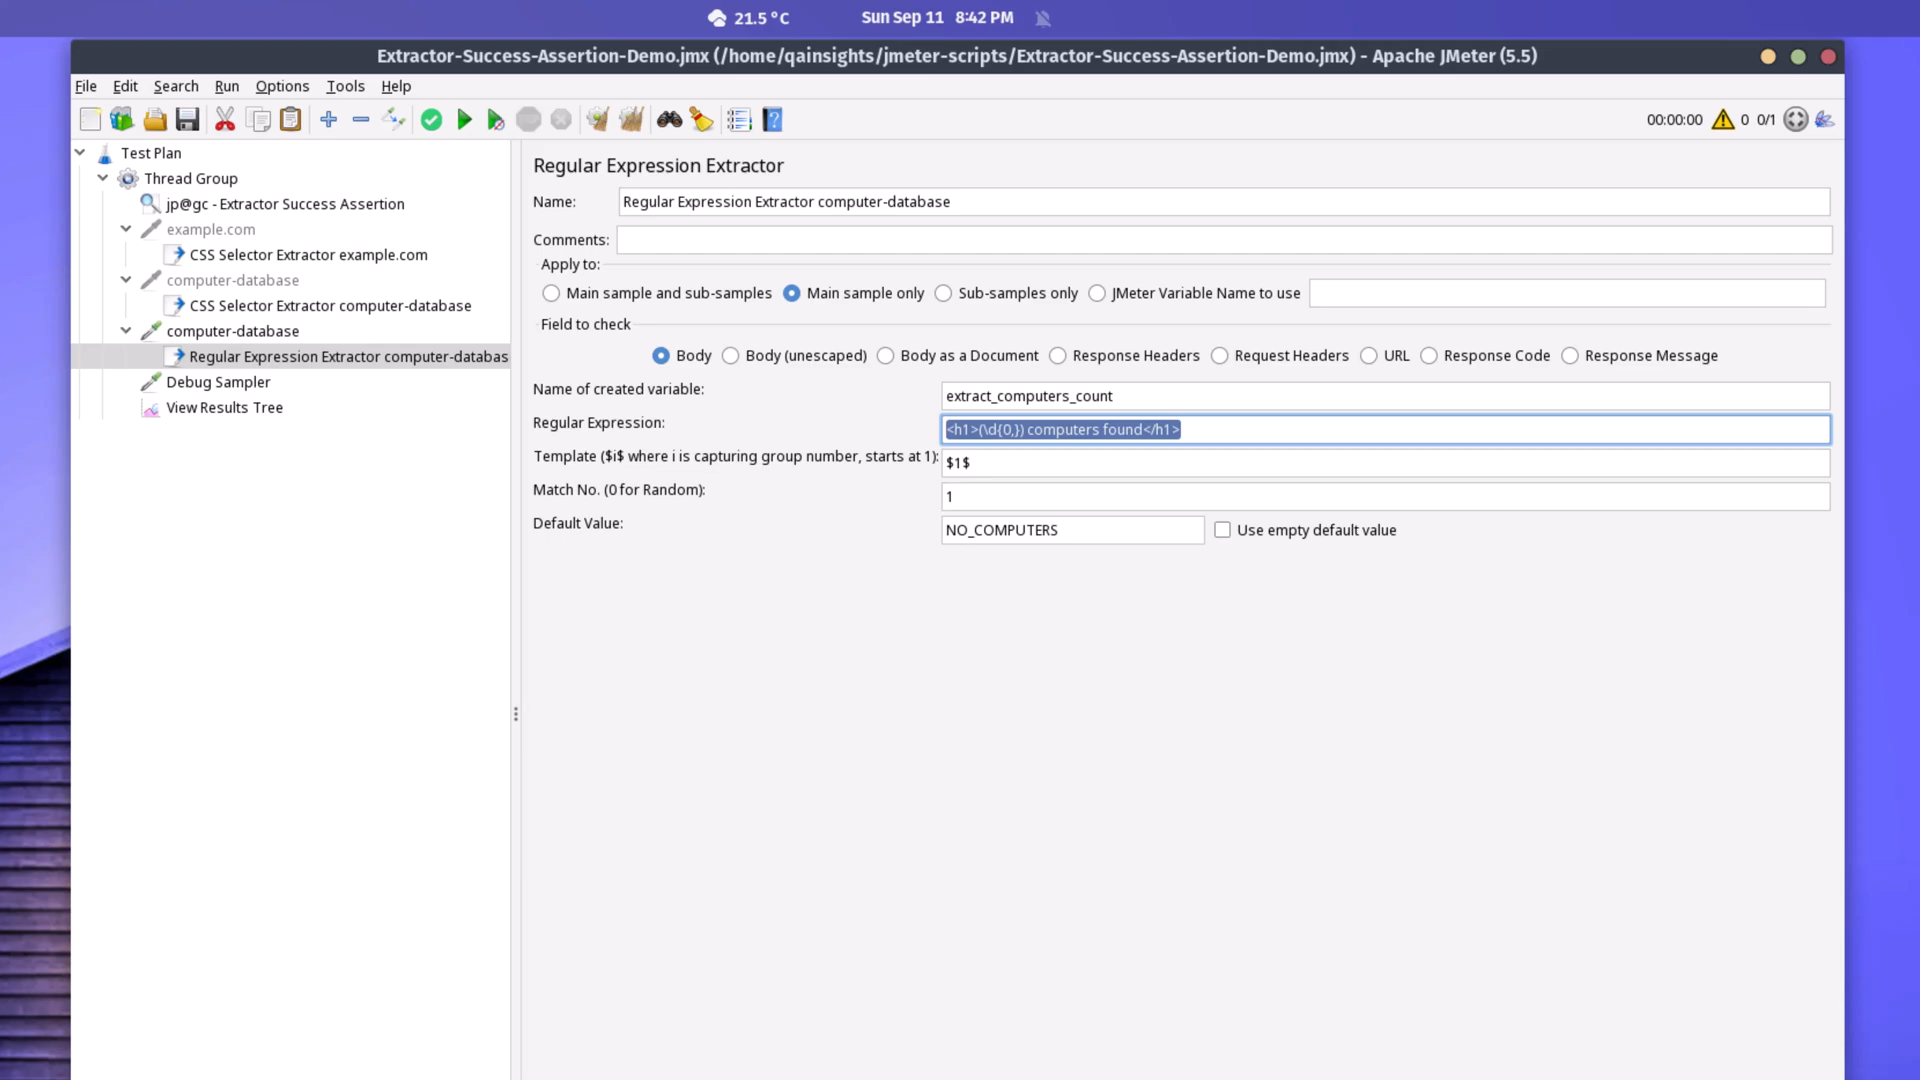 21.5 °C
Sun Sep 11 8:42 PM
Extractor-Success-Assertion-Demo.jmx (/home/qainsights/jmeter-scripts/Extractor-Success-Assertion-Demo.jmx) - Apache JMeter (5.5)
File Edit Search Run Options Tools Help
00:00:00 0 0/1
Test Plan
Thread Group
jp@gc - Extractor Success Assertion
example.com
CSS Selector Extractor example.com
computer-database
CSS Selector Extractor computer-database
computer-database
Regular Expression Extractor computer-databas
Debug Sampler
View Results Tree
Regular Expression Extractor
Name: Regular Expression Extractor computer-database
Comments:
Apply to:
Main sample and sub-samples Main sample only Sub-samples only JMeter Variable Name to use
Field to check
Body Body (unescaped) Body as a Document Response Headers Request Headers URL Response Code Response Message
Name of created variable: extract_computers_count
Regular Expression: <h1>(\d{0,}) computers found</h1>
Template ($i$ where i is capturing group number, starts at 1): $1$
Match No. (0 for Random): 1
Default Value: NO_COMPUTERS Use empty default value